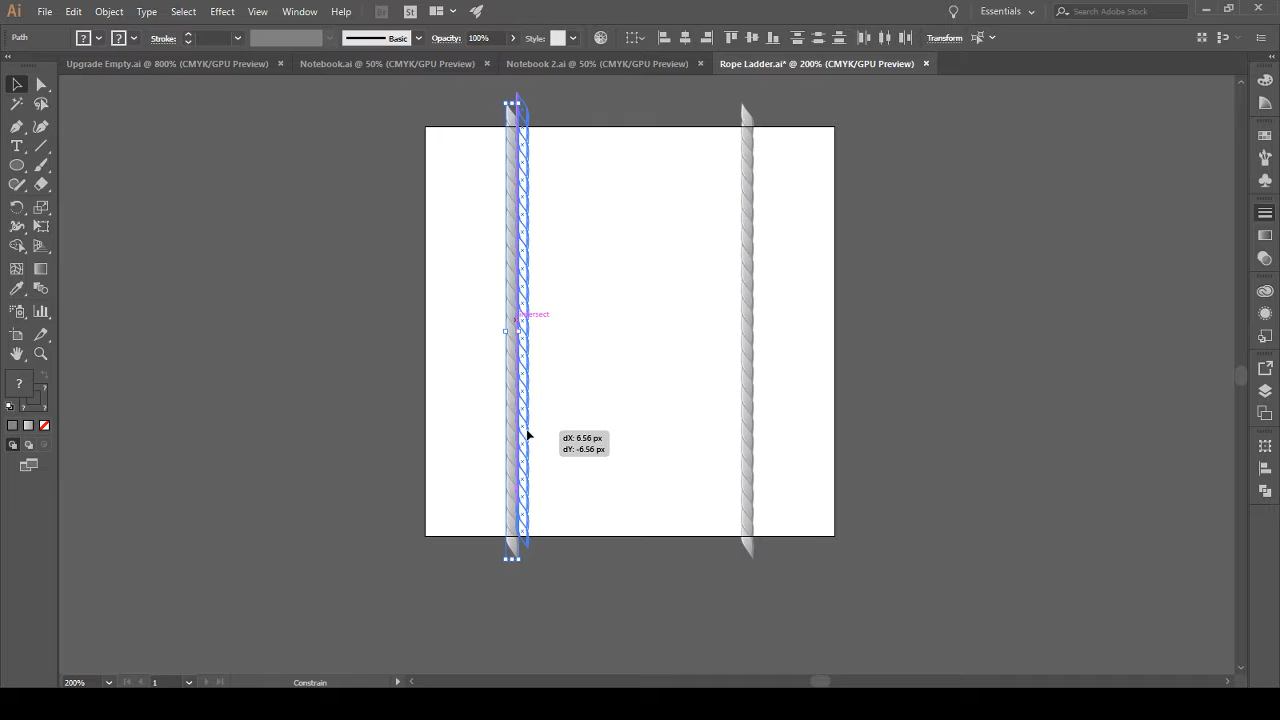 Ai File Edit Object Type Select Effect View Window Help Br St Essentials Search Adobe Stock
Path ? ? Stroke: Basic Opacity: 100% Style: Transform
Upgrade Empty.ai @ 800% (CMYK/GPU Preview) × Notebook.ai @ 50% (CMYK/GPU Preview) × Notebook 2.ai @ 50% (CMYK/GPU Preview) × Rope Ladder.ai* @ 200% (CMYK/GPU Preview) ×
intersect
dX: 6.56 px
dY: -6.56 px
T
?
?
? ?
200% 1 Constrain